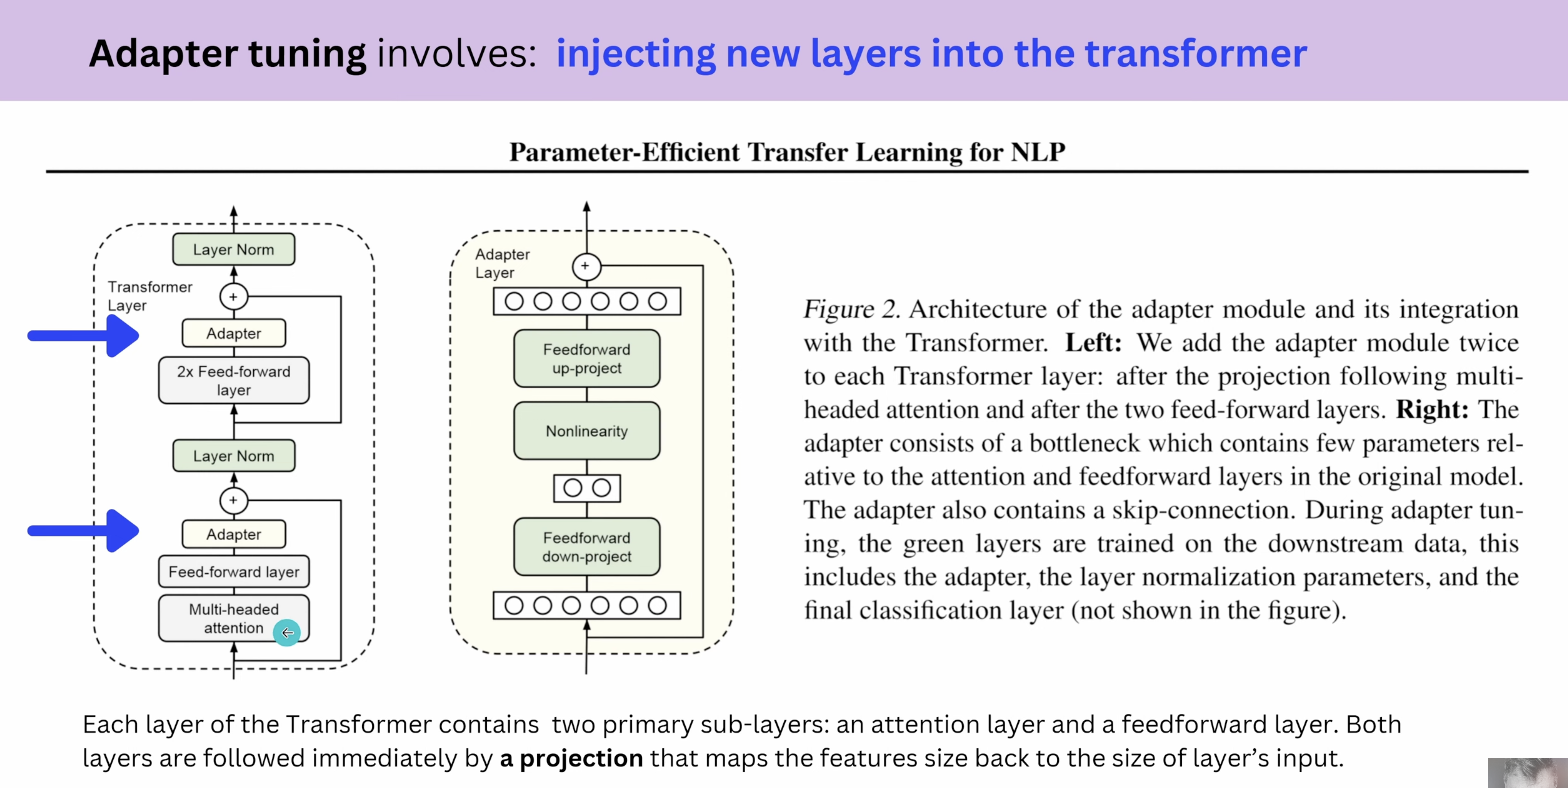 Adapter tuning involves: injecting new layers into the transformer
Parameter-Efficient Transfer Learning for NLP
Layer Norm
Transformer
Layer
+
Adapter
2x Feed-forward
layer
Layer Norm
+
Adapter
Feed-forward layer
Multi-headed
attention
Adapter
Layer
+
Feedforward
up-project
Nonlinearity
Feedforward
down-project
Figure 2. Architecture of the adapter module and its integration
with the Transformer. Left: We add the adapter module twice
to each Transformer layer: after the projection following multi-
headed attention and after the two feed-forward layers. Right: The
adapter consists of a bottleneck which contains few parameters rel-
ative to the attention and feedforward layers in the original model.
The adapter also contains a skip-connection. During adapter tun-
ing, the green layers are trained on the downstream data, this
includes the adapter, the layer normalization parameters, and the
final classification layer (not shown in the figure).
Each layer of the Transformer contains two primary sub-layers: an attention layer and a feedforward layer. Both
layers are followed immediately by a projection that maps the features size back to the size of layer's input.